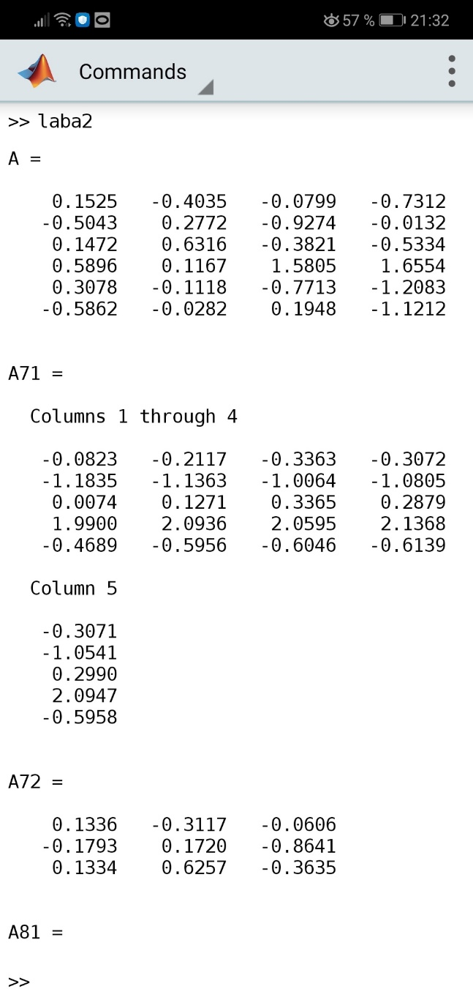 57 % 21:32
Commands
>> laba2
A =
0.1525 -0.4035 -0.0799 -0.7312
-0.5043 0.2772 -0.9274 -0.0132
0.1472 0.6316 -0.3821 -0.5334
0.5896 0.1167 1.5805 1.6554
0.3078 -0.1118 -0.7713 -1.2083
-0.5862 -0.0282 0.1948 -1.1212
A71 =
Columns 1 through 4
-0.0823 -0.2117 -0.3363 -0.3072
-1.1835 -1.1363 -1.0064 -1.0805
0.0074 0.1271 0.3365 0.2879
1.9900 2.0936 2.0595 2.1368
-0.4689 -0.5956 -0.6046 -0.6139
Column 5
-0.3071
-1.0541
0.2990
2.0947
-0.5958
A72 =
0.1336 -0.3117 -0.0606
-0.1793 0.1720 -0.8641
0.1334 0.6257 -0.3635
A81 =
>>